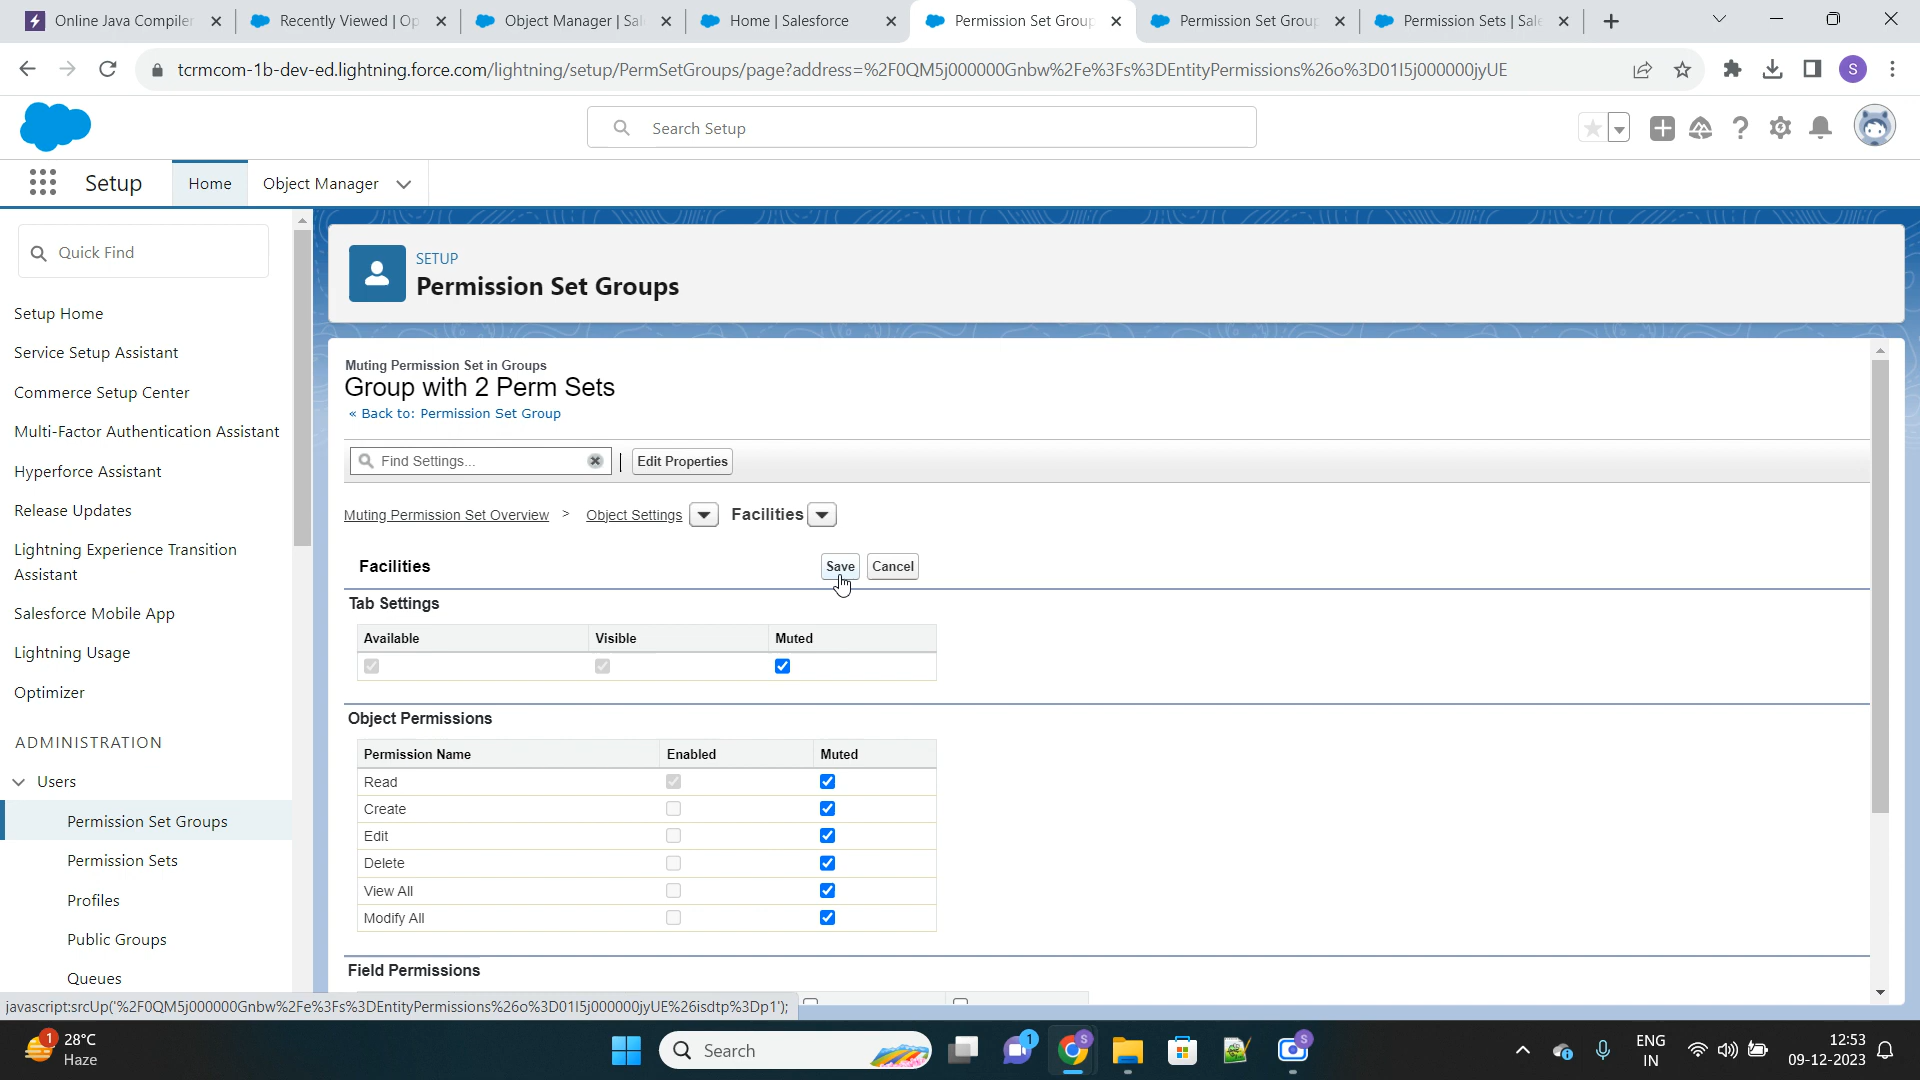 Online Java Compiler
Recently Viewed | Op
Object Manager | Sal
Home | Salesforce
Permission Set Group
Permission Set Group
Permission Sets | Sale
tcrmcom-1b-dev-ed.lightning.force.com/lightning/setup/PermSetGroups/page?address=%2F0QM5j000000Gnbw%2Fe%3Fs%3DEntityPermissions%26o%3D01I5j000000jyUE
S
Search Setup
Setup
Home
Object Manager
Quick Find
Setup Home
Service Setup Assistant
Commerce Setup Center
Multi-Factor Authentication Assistant
Hyperforce Assistant
Release Updates
Lightning Experience Transition
Assistant
Salesforce Mobile App
Lightning Usage
Optimizer
ADMINISTRATION
Users
Permission Set Groups
Permission Sets
Profiles
Public Groups
Queues
SETUP
Permission Set Groups
Muting Permission Set in Groups
Group with 2 Perm Sets
« Back to: Permission Set Group
Find Settings...
Edit Properties
Muting Permission Set Overview > Object Settings Facilities
Facilities
Save
Cancel
Tab Settings
Available Visible Muted
Object Permissions
Permission Name Enabled Muted
Read
Create
Edit
Delete
View All
Modify All
Field Permissions
javascript:srcUp('%2F0QM5j000000Gnbw%2Fe%3Fs%3DEntityPermissions%26o%3D01I5j000000jyUE%26isdtp%3Dp1');
1
28°C
Haze
Search
1
S
S
ENG
IN
12:53
09-12-2023